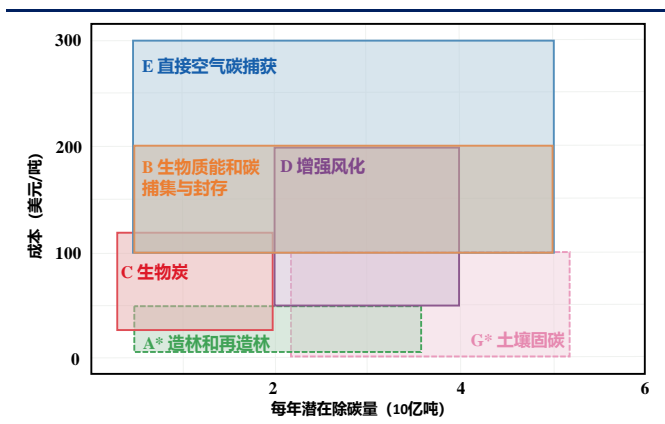 300
E 直接空气碳捕获
200
B 生物质能和碳
捕集与封存
D 增强风化
成本（美元/吨）
100
C 生物炭
A* 造林和再造林
G* 土壤固碳
0
2
4
6
每年潜在除碳量（10亿吨）